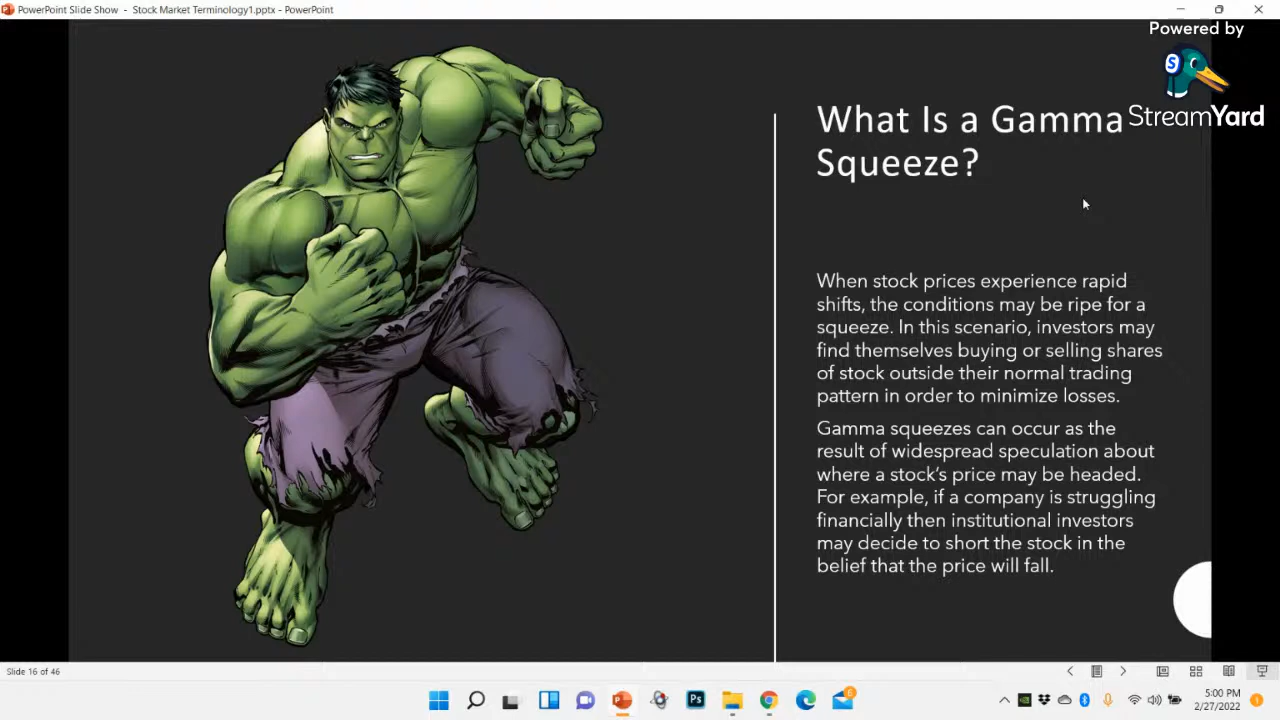 PowerPoint Slide Show - Stock Market Terminology1.pptx - PowerPoint
Powered by
S
StreamYard
What Is a Gamma
Squeeze?
When stock prices experience rapid
shifts, the conditions may be ripe for a
squeeze. In this scenario, investors may
find themselves buying or selling shares
of stock outside their normal trading
pattern in order to minimize losses.
Gamma squeezes can occur as the
result of widespread speculation about
where a stock’s price may be headed.
For example, if a company is struggling
financially then institutional investors
may decide to short the stock in the
belief that the price will fall.
Slide 16 of 46
Ps
5:00 PM
2/27/2022